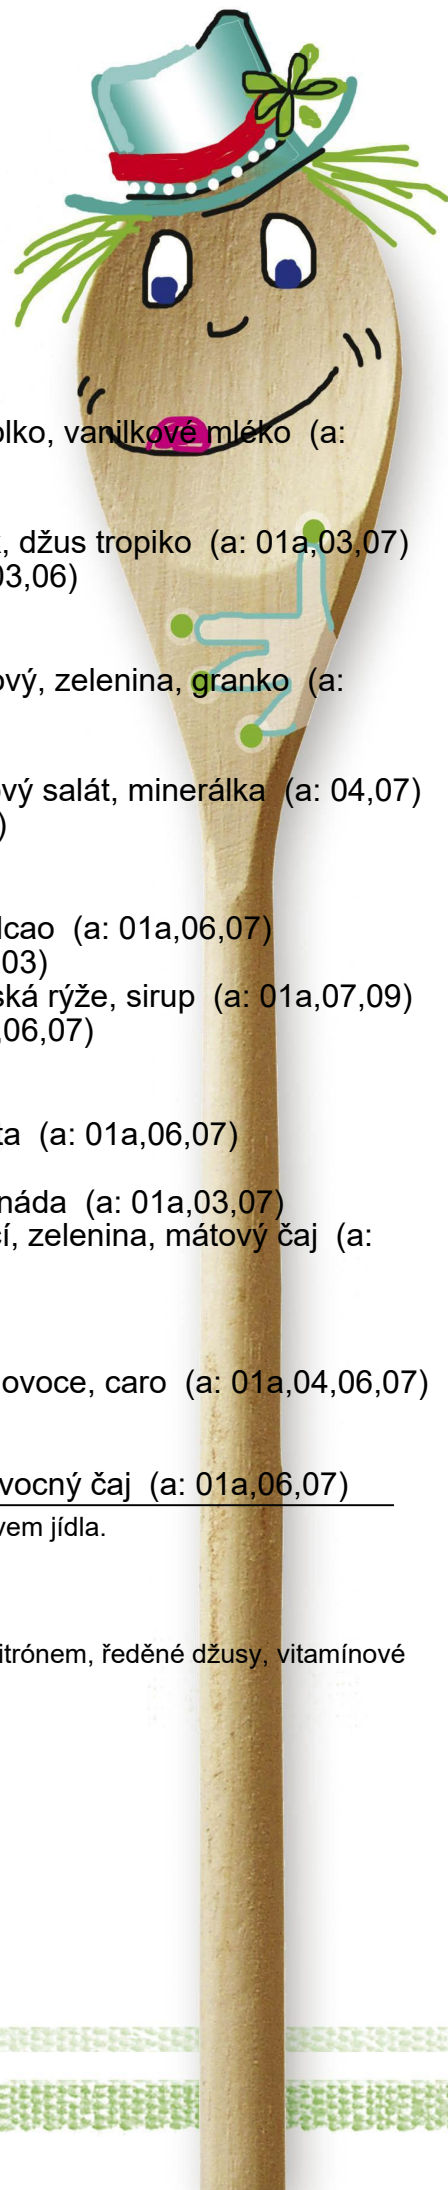 olko, vanilkové mléko (a:
, džus tropiko (a: 01a,03,07)
03,06)
ový, zelenina, granko (a:
ový salát, minerálka (a: 04,07)
)
lcao (a: 01a,06,07)
03)
ská rýže, sirup (a: 01a,07,09)
,06,07)
ta (a: 01a,06,07)
náda (a: 01a,03,07)
cí, zelenina, mátový čaj (a:
ovoce, caro (a: 01a,04,06,07)
vocný čaj (a: 01a,06,07)
vem jídla.
itrónem, ředěné džusy, vitamínové